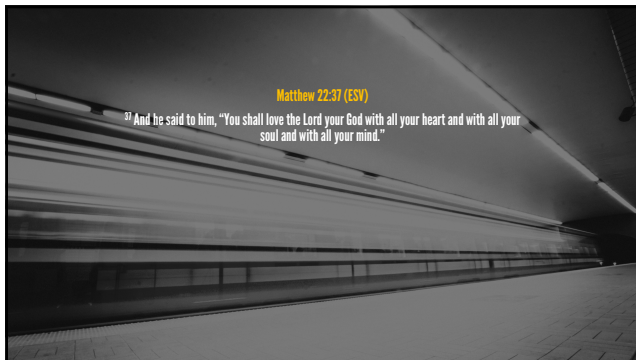 Matthew 22:37 (ESV)
37 And he said to him, “You shall love the Lord your God with all your heart and with all your
soul and with all your mind.”